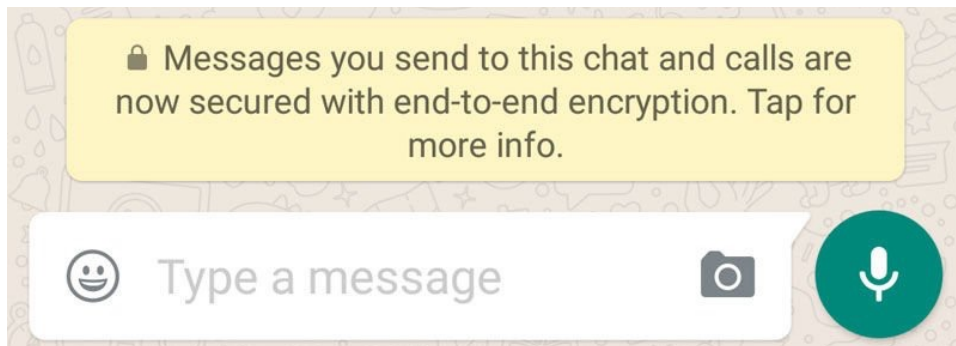 Messages you send to this chat and calls are
now secured with end-to-end encryption. Tap for
more info.
Type a message